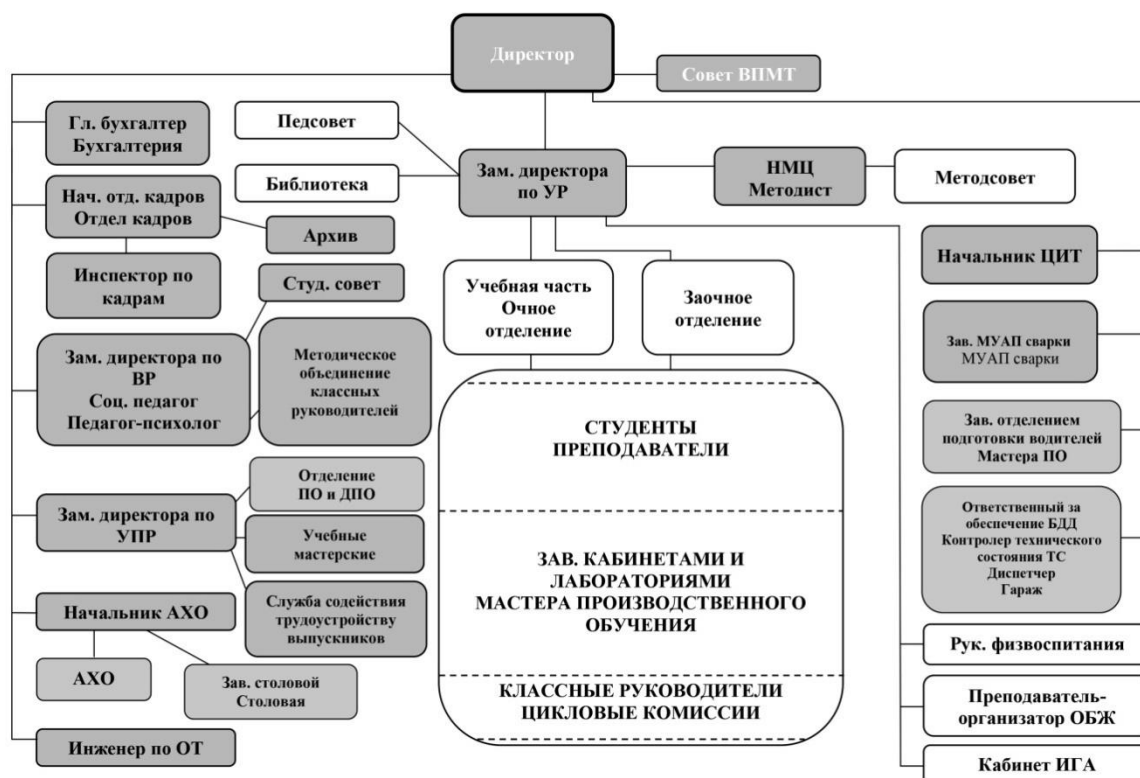 Директор
Совет ВПМТ
Гл. бухгалтер
Бухгалтерия
Педсовет
Библиотека
Зам. директора
по УР
НМЦ
Методист
Методсовет
Нач. отд. кадров
Отдел кадров
Архив
Инспектор по
кадрам
Студ. совет
Учебная часть
Очное
отделение
Заочное
отделение
Начальник ЦИТ
Зам. директора по
ВР
Соц. педагог
Педагог-психолог
Методическое
объединение
классных
руководителей
Зав. МУАП сварки
МУАП сварки
СТУДЕНТЫ
ПРЕПОДАВАТЕЛИ
Зав. отделением
подготовки водителей
Мастера ПО
Отделение
ПО и ДПО
Зам. директора по
УПР
Учебные
мастерские
Служба содействия
трудоустройству
выпускников
ЗАВ. КАБИНЕТАМИ И
ЛАБОРАТОРИЯМИ
МАСТЕРА ПРОИЗВОДСТВЕННОГО
ОБУЧЕНИЯ
Ответственный за
обеспечение БДД
Контролер технического
состояния ТС
Диспетчер
Гараж
Начальник АХО
АХО
Зав. столовой
Столовая
Рук. физвоспитания
КЛАССНЫЕ РУКОВОДИТЕЛИ
ЦИКЛОВЫЕ КОМИССИИ
Преподаватель-
организатор ОБЖ
Инженер по ОТ
Кабинет ИГА